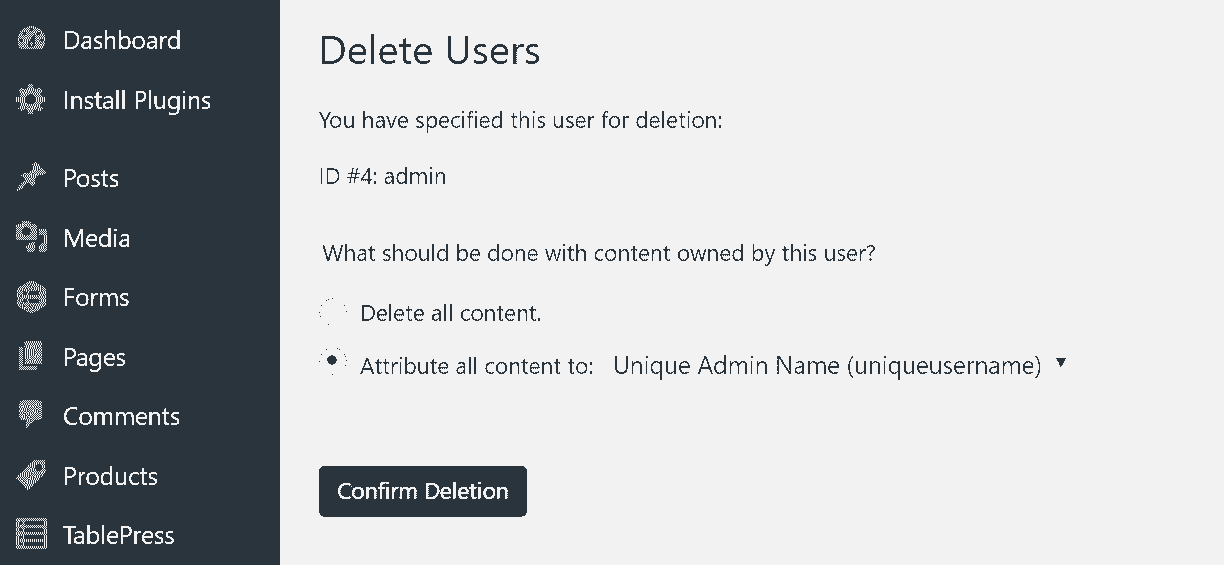 Dashboard
Install Plugins
Posts
Media
Forms
Pages
Comments
Products
TablePress
Delete Users
You have specified this user for deletion:
ID #4: admin
What should be done with content owned by this user?
Delete all content.
Attribute all content to: Unique Admin Name (uniqueusername)
Confirm Deletion